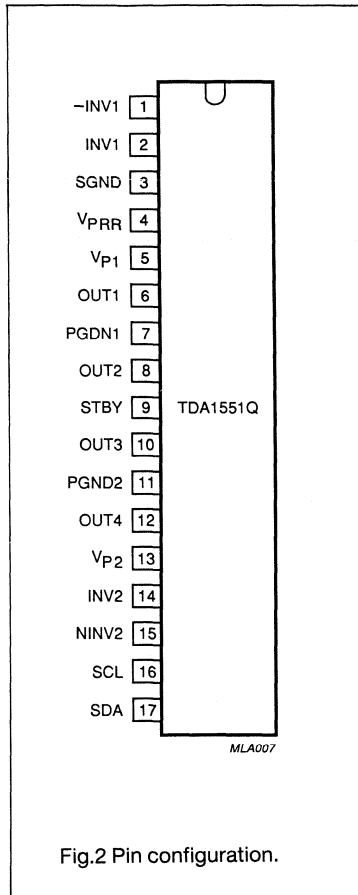 –INV1 1
INV1 2
SGND 3
VPRR 4
VP1 5
OUT1 6
PGDN1 7
OUT2 8
STBY 9 TDA1551Q
OUT3 10
PGND2 11
OUT4 12
VP2 13
INV2 14
NINV2 15
SCL 16
SDA 17
MLA007
Fig.2 Pin configuration.